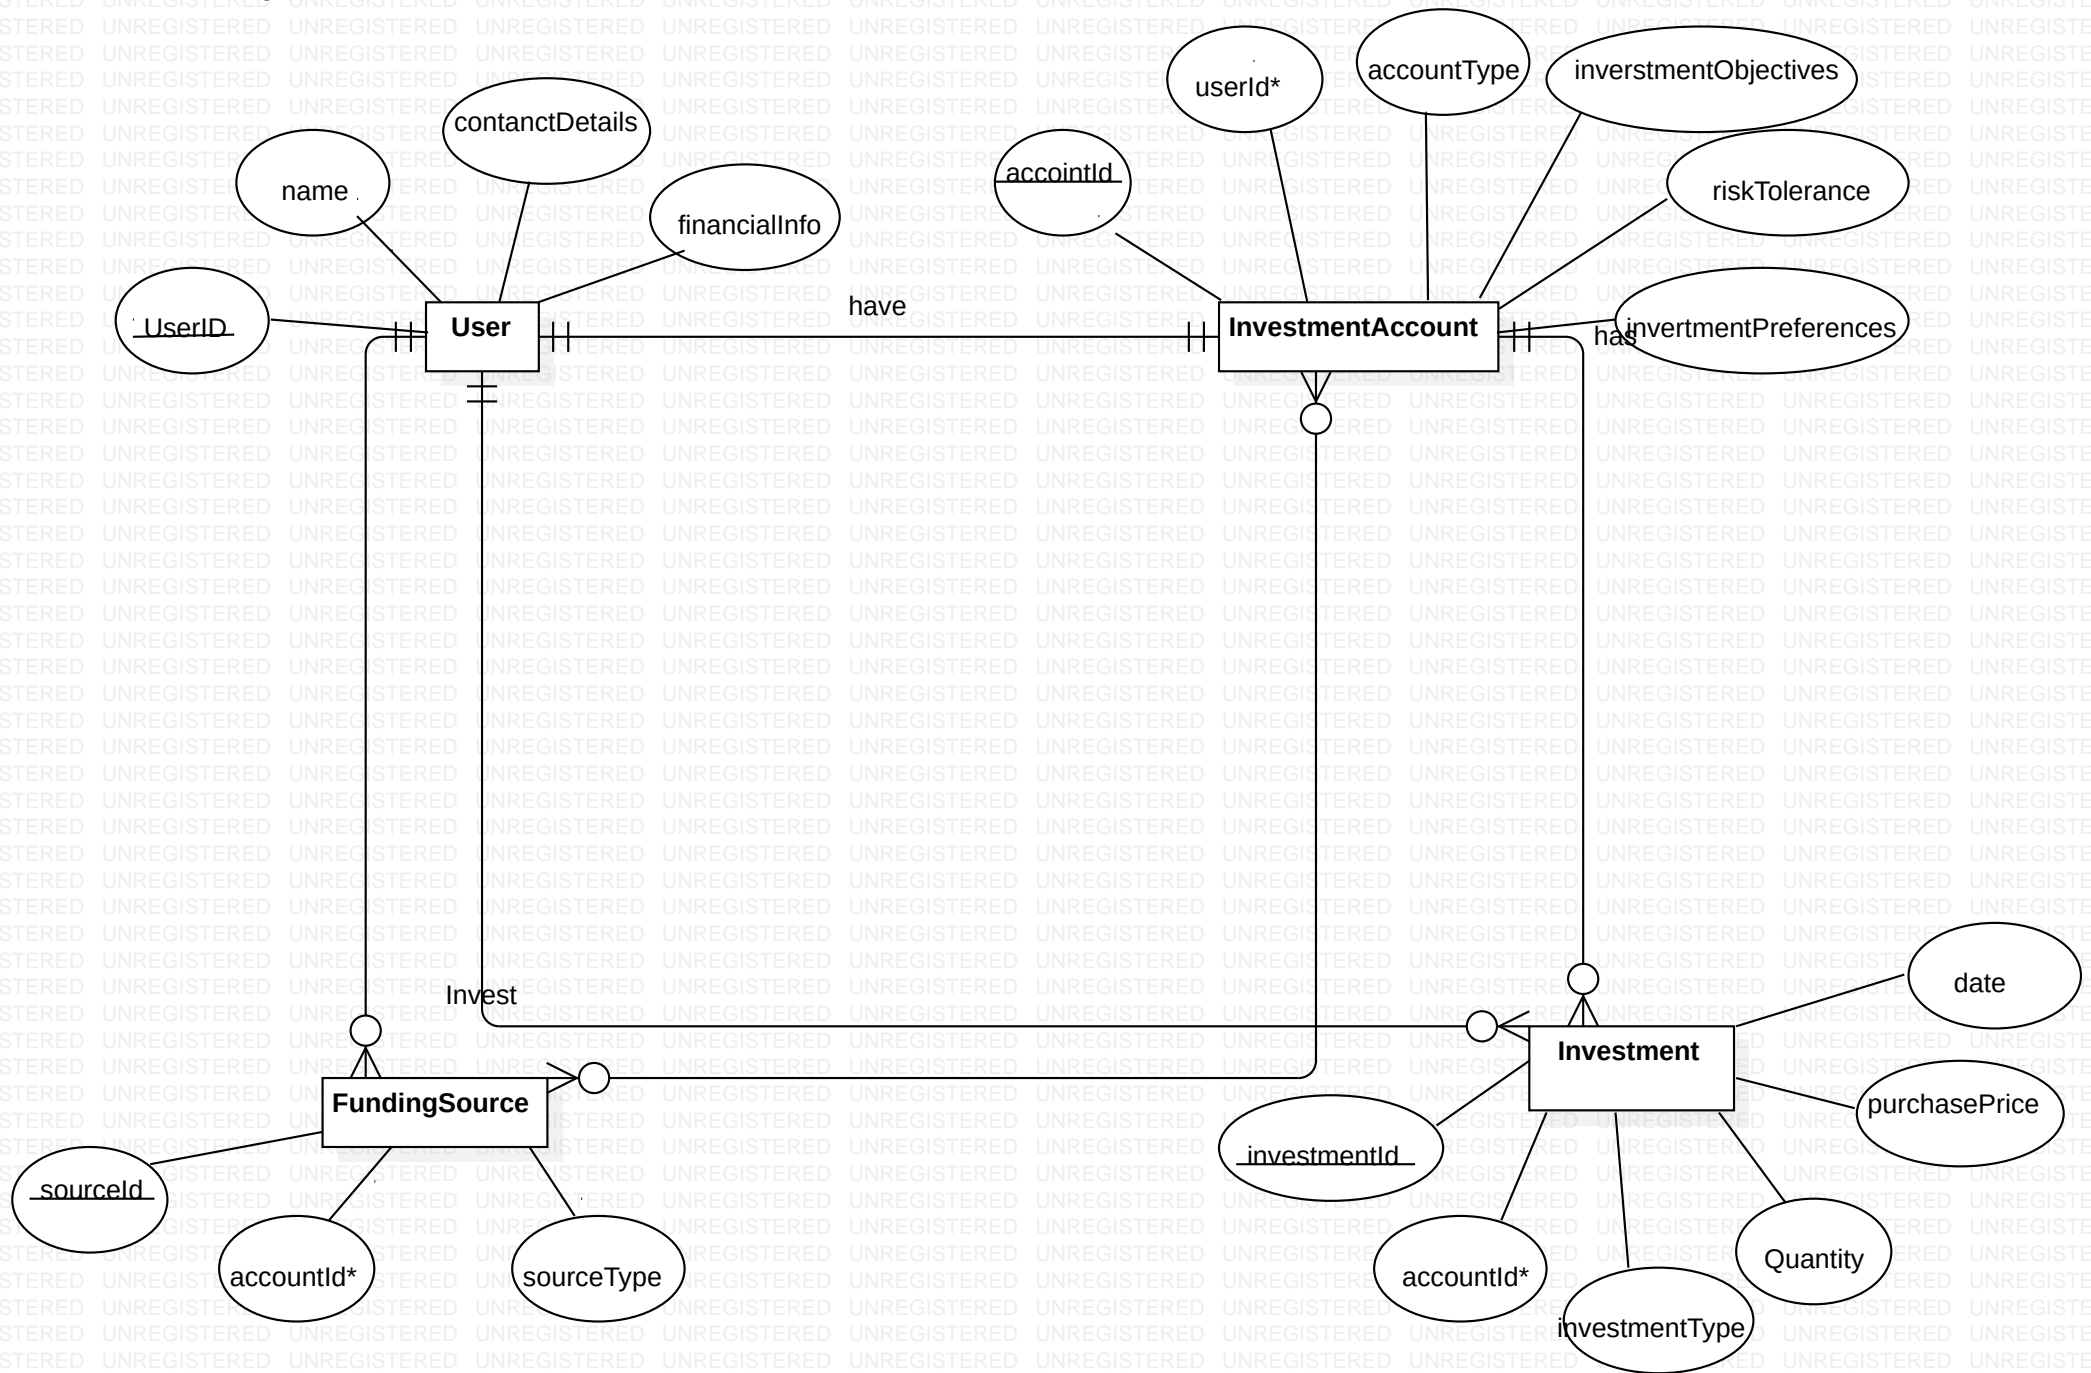 accountType
inverstmentObjectives
userId*
contanctDetails
accointId
name
riskTolerance
financialInfo
have
UserID
User
InvestmentAccount
has
invertmentPreferences
date
Invest
Investment
FundingSource
purchasePrice
investmentId
sourceId
Quantity
accountId*
sourceType
accountId*
investmentType
UNREGISTERED